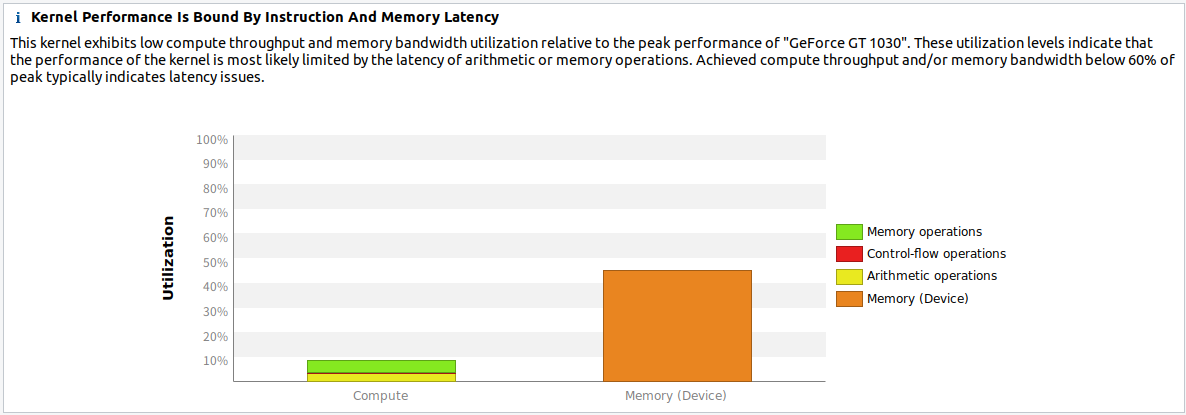 i Kernel Performance Is Bound By Instruction And Memory Latency
This kernel exhibits low compute throughput and memory bandwidth utilization relative to the peak performance of "GeForce GT 1030". These utilization levels indicate that
the performance of the kernel is most likely limited by the latency of arithmetic or memory operations. Achieved compute throughput and/or memory bandwidth below 60% of
peak typically indicates latency issues.
Utilization
100%
90%
80%
70%
60%
50%
40%
30%
20%
10%
Compute
Memory (Device)
Memory operations
Control-flow operations
Arithmetic operations
Memory (Device)